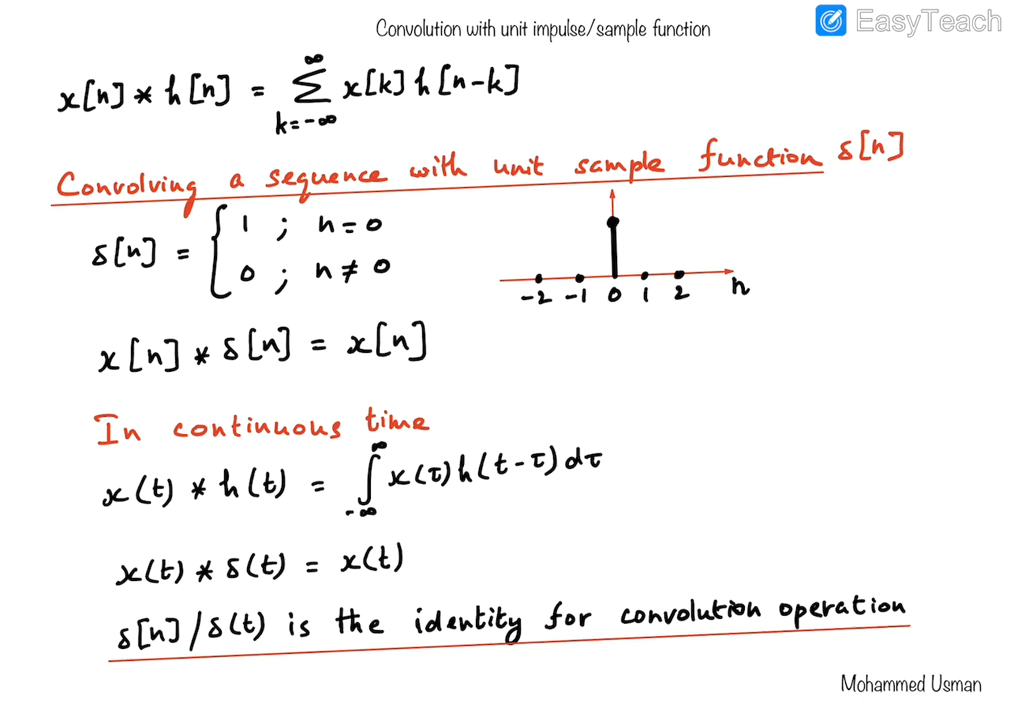 Convolution with unit impulse/sample function
EasyTeach
x[n] * h[n] = ∞ Σ k=-∞ x[k] h[n-k]
Convolving a sequence with unit sample function δ[n]
δ[n] = { 1 ; n=0
0 ; n≠0
-2 -1 0 1 2 n
x[n] * δ[n] = x[n]
In continuous time
x(t) * h(t) = ∫ -∞ ∞ x(τ) h(t-τ) dτ
x(t) * δ(t) = x(t)
δ[n]/δ(t) is the identity for convolution operation
Mohammed Usman